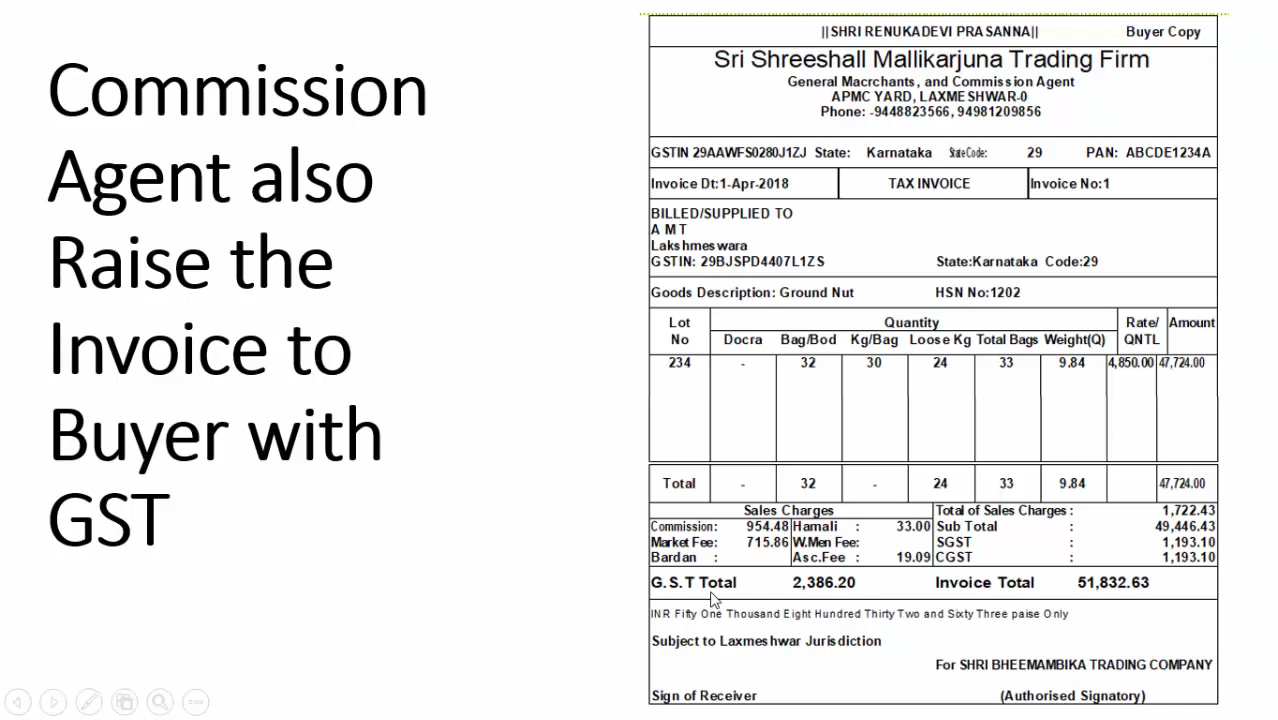 Commission
Agent also
Raise the
Invoice to
Buyer with
GST
||SHRI RENUKADEVI PRASANNA|| Buyer Copy
Sri Shreeshall Mallikarjuna Trading Firm
General Macrchants, and Commission Agent
APMC YARD, LAXMESHWAR-0
Phone: -9448823566, 94981209856
GSTIN 29AAWFS0280J1ZJ State: Karnataka State Code: 29 PAN: ABCDE1234A
Invoice Dt:1-Apr-2018 TAX INVOICE Invoice No:1
BILLED/SUPPLIED TO
A M T
Lakshmeswara
GSTIN: 29BJSPD4407L1ZS State:Karnataka Code:29
Goods Description: Ground Nut HSN No:1202
Lot Quantity Rate/ Amount
No Docra Bag/Bod Kg/Bag Loose Kg Total Bags Weight(Q) QNTL
234 - 32 30 24 33 9.84 4,850.00 47,724.00
Total - 32 - 24 33 9.84 47,724.00
Sales Charges Total of Sales Charges : 1,722.43
Commission: 954.48 Hamali : 33.00 Sub Total : 49,446.43
Market Fee: 715.86 W.Men Fee: SGST : 1,193.10
Bardan : Asc.Fee : 19.09 CGST : 1,193.10
G.S.T Total 2,386.20 Invoice Total 51,832.63
INR Fifty One Thousand Eight Hundred Thirty Two and Sixty Three paise Only
Subject to Laxmeshwar Jurisdiction
For SHRI BHEEMAMBIKA TRADING COMPANY
Sign of Receiver (Authorised Signatory)